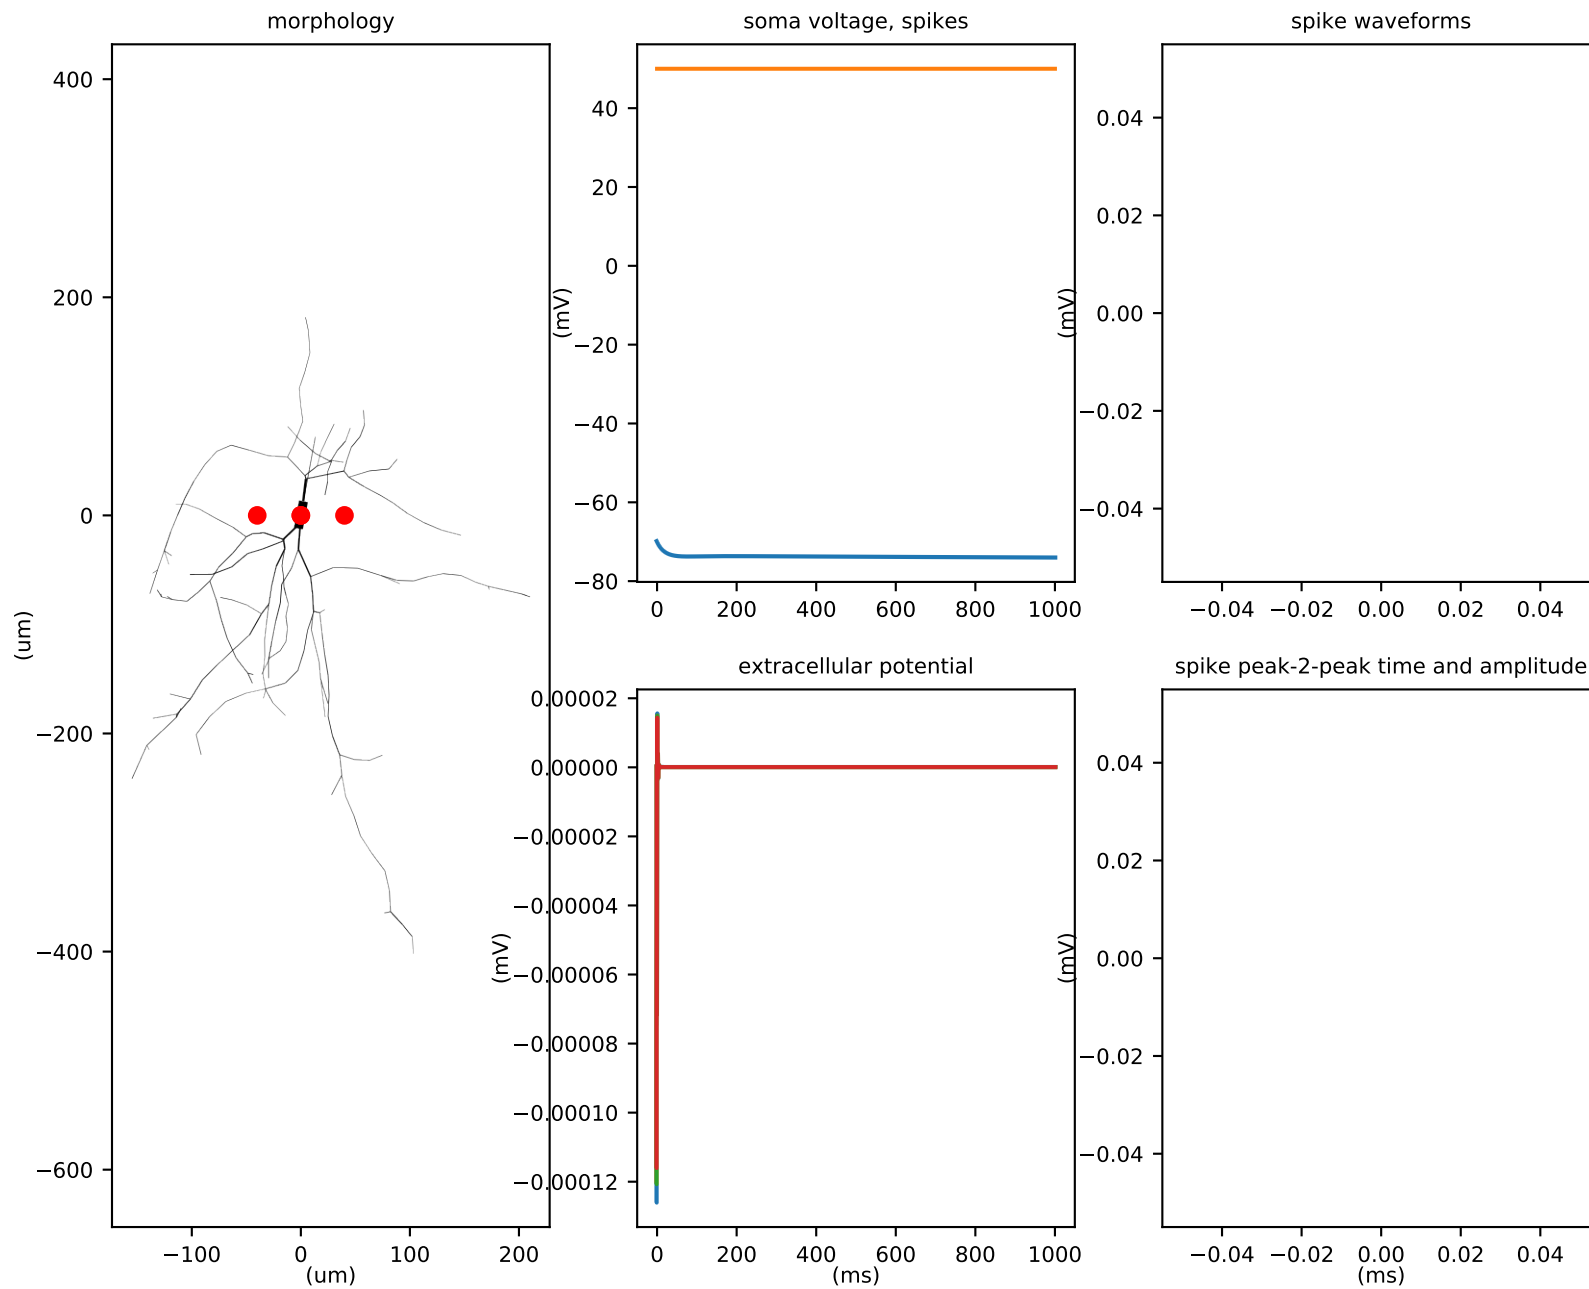 morphology
400
200
0
−200
−400
−600
(um)
−100 0 100 200
(um)
soma voltage, spikes
40
20
0
−20
−40
−60
−80
(mV)
0 200 400 600 800 1000
spike waveforms
0.04
0.02
0.00
−0.02
−0.04
(mV)
−0.04 −0.02 0.00 0.02 0.04
extracellular potential
0.00002
0.00000
−0.00002
−0.00004
−0.00006
−0.00008
−0.00010
−0.00012
(mV)
0 200 400 600 800 1000
(ms)
spike peak-2-peak time and amplitude
0.04
0.02
0.00
−0.02
−0.04
(mV)
−0.04 −0.02 0.00 0.02 0.04
(ms)